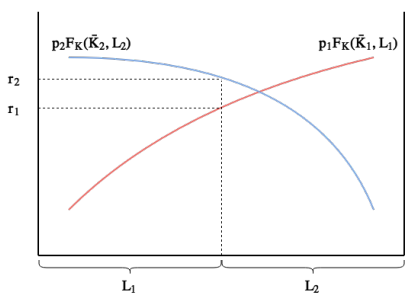 p₂F_K(K̄₂, L₂)
p₁F_K(K̄₁, L₁)
r₂
r₁
L₁
L₂